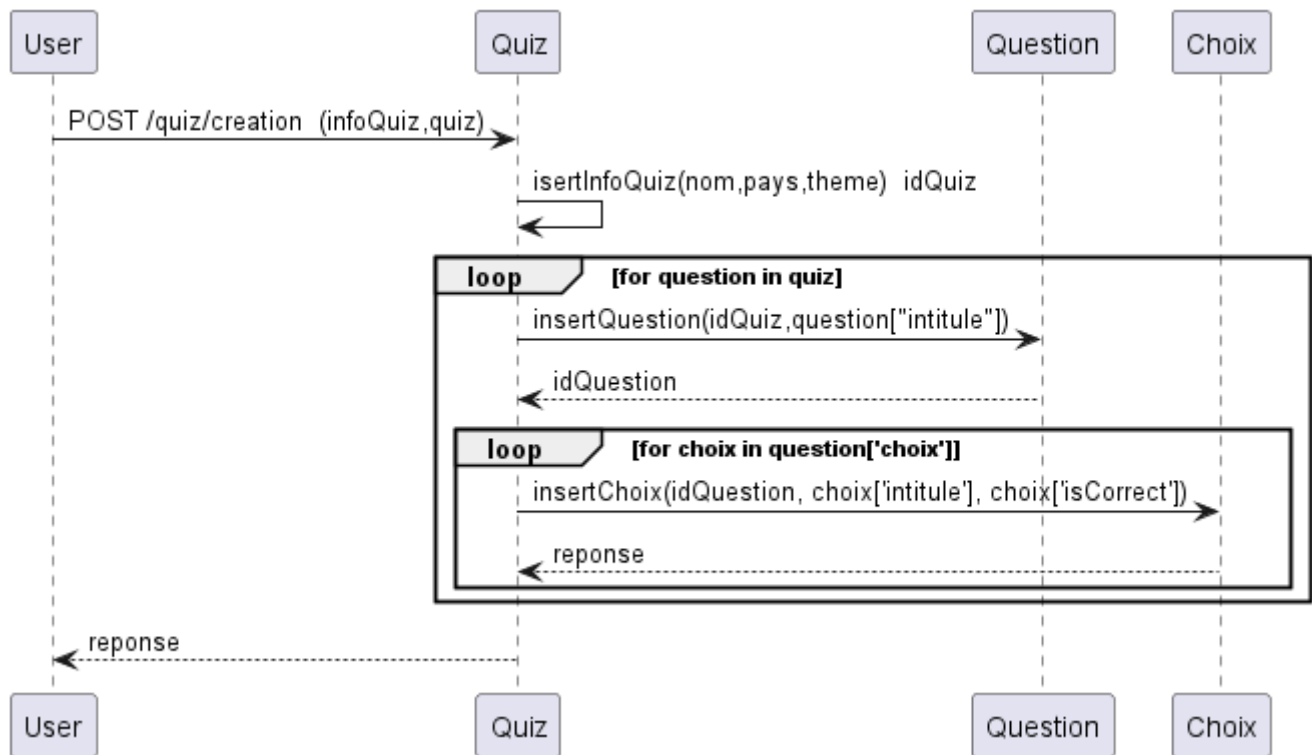 User Quiz Question Choix
POST /quiz/creation (infoQuiz,quiz)
isertInfoQuiz(nom,pays,theme) idQuiz
loop [for question in quiz]
insertQuestion(idQuiz,question["intitule"])
idQuestion
loop [for choix in question['choix']]
insertChoix(idQuestion, choix['intitule'], choix['isCorrect'])
reponse
reponse
User Quiz Question Choix